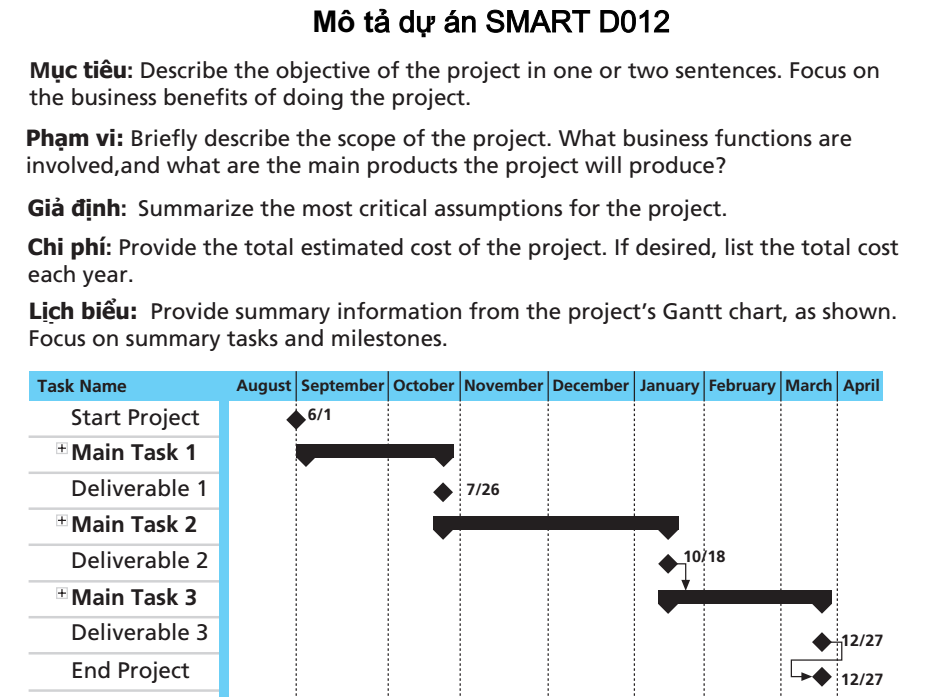 Mô tả dự án SMART D012
Mục tiêu: Describe the objective of the project in one or two sentences. Focus on
the business benefits of doing the project.
Phạm vi: Briefly describe the scope of the project. What business functions are
involved,and what are the main products the project will produce?
Giả định: Summarize the most critical assumptions for the project.
Chi phí: Provide the total estimated cost of the project. If desired, list the total cost
each year.
Lịch biểu: Provide summary information from the project’s Gantt chart, as shown.
Focus on summary tasks and milestones.
Task Name August September October November December January February March April
Start Project 6/1
Main Task 1
Deliverable 1 7/26
Main Task 2
Deliverable 2 10/18
Main Task 3
Deliverable 3 12/27
End Project 12/27